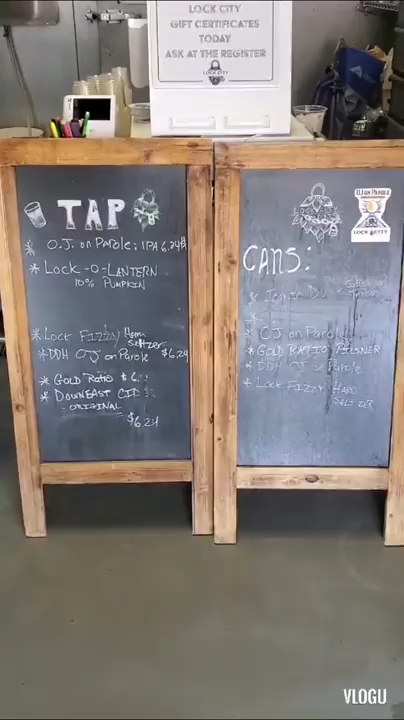 LOCK CITY
GIFT CERTIFICATES
TODAY
ASK AT THE REGISTER
LOCK CITY
TAP
* O.J. on Parole: IPA 6.24
* Lock-O-LANTERN
10% PUMPKIN
* Lock Fizzy Hard
SeltzeR
* DDH OJ on Parole $6.24
* Gold Ratio $6.
* DOWNEAST CIDER
- ORIGINAL
$6.24
OJ on PAROLE
LOCK CITY
CANS:
* OJ on Parole
* GOLD RATIO PILSNER
* DDH OJ on Parole
* Lock FIZZY HARD
SELTZER
VLOGU